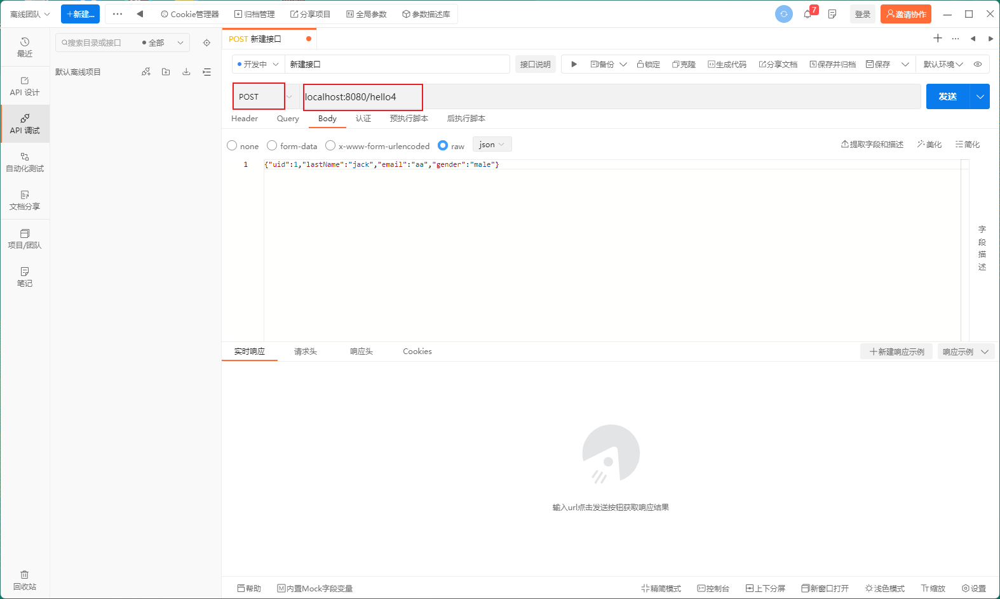 离线团队
+新建...
Cookie管理器
归档管理
分享项目
全局参数
参数描述库
7
登录
邀请协作
最近
API 设计
API 调试
自动化测试
文档分享
项目/团队
笔记
回收站
搜索目录或接口
全部
默认离线项目
POST 新建接口
开发中
新建接口
接口说明
备份
锁定
克隆
生成代码
分享文档
保存并归档
保存
默认环境
POST
localhost:8080/hello4
发送
Header
Query
Body
认证
预执行脚本
后执行脚本
none
form-data
x-www-form-urlencoded
raw
json
提取字段和描述
美化
简化
1
{"uid":1,"lastName":"jack","email":"aa","gender":"male"}
字段描述
实时响应
请求头
响应头
Cookies
新建响应示例
响应示例
输入url点击发送按钮获取响应结果
帮助
内置Mock字段变量
精简模式
控制台
上下分屏
新窗口打开
浅色模式
缩放
设置